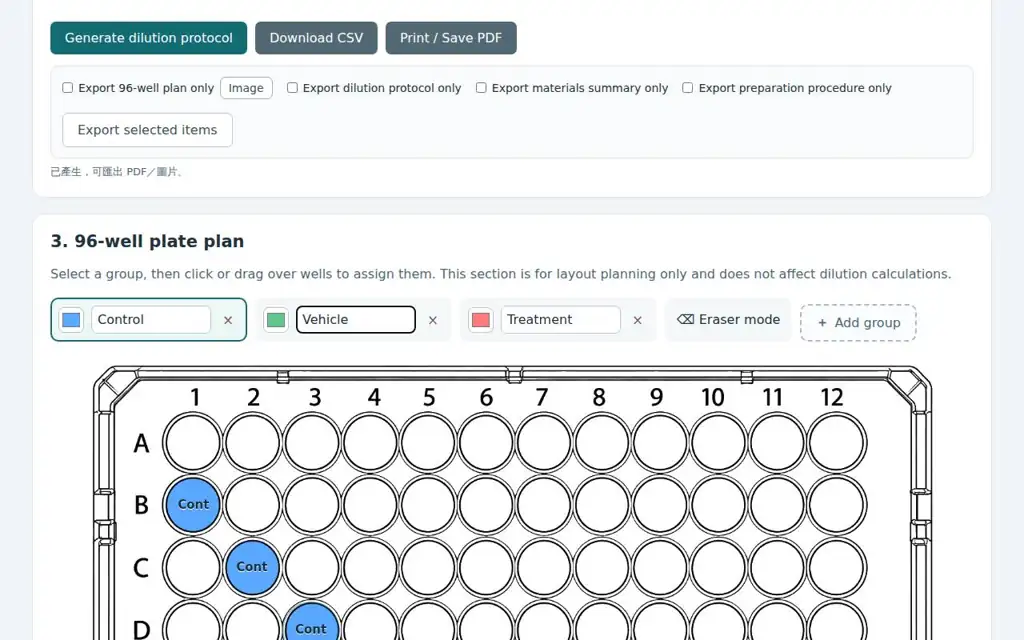 Generate dilution protocol Download CSV Print / Save PDF
Export 96-well plan only Image Export dilution protocol only Export materials summary only Export preparation procedure only
Export selected items
已產生，可匯出 PDF／圖片、
3. 96-well plate plan
Select a group, then click or drag over wells to assign them. This section is for layout planning only and does not affect dilution calculations.
Control × Vehicle × Treatment × ⌫ Eraser mode + Add group
1 2 3 4 5 6 7 8 9 10 11 12
A
B Cont
C Cont
D Cont